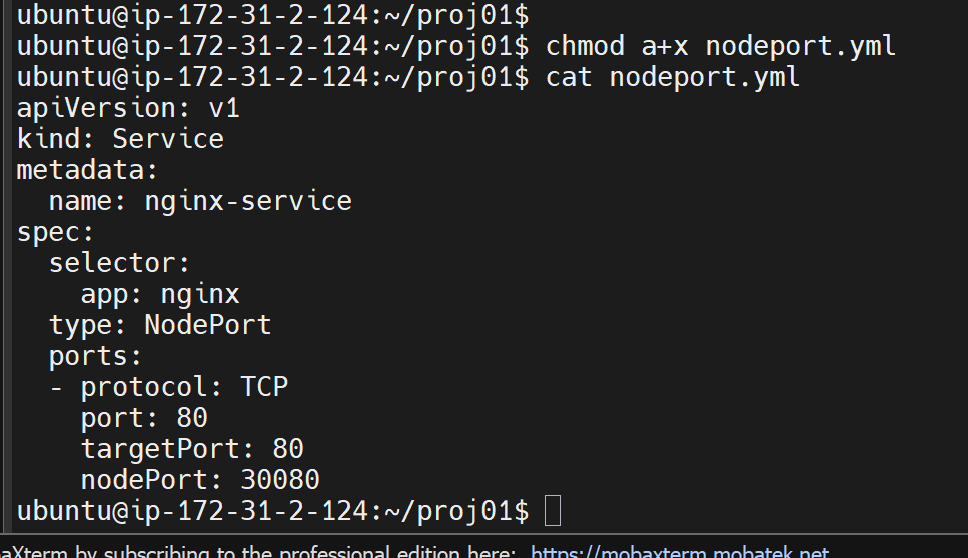 ubuntu@ip-172-31-2-124:~/proj01$
ubuntu@ip-172-31-2-124:~/proj01$ chmod a+x nodeport.yml
ubuntu@ip-172-31-2-124:~/proj01$ cat nodeport.yml
apiVersion: v1
kind: Service
metadata:
  name: nginx-service
spec:
  selector:
    app: nginx
  type: NodePort
  ports:
  - protocol: TCP
    port: 80
    targetPort: 80
    nodePort: 30080
ubuntu@ip-172-31-2-124:~/proj01$
baXterm by subscribing to the professional edition here: https://mobaxterm.mobatek.net